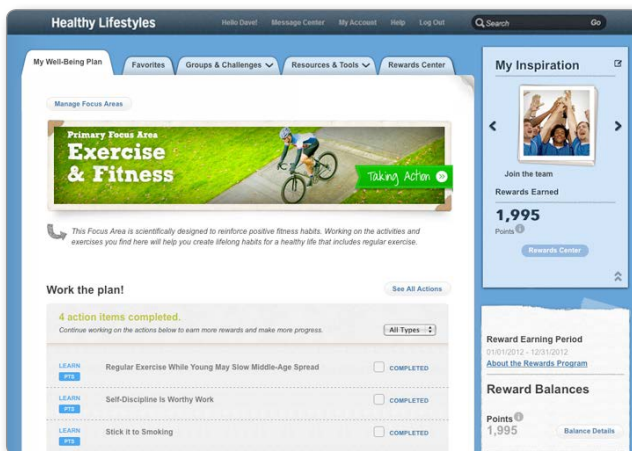 Healthy Lifestyles
Hello Dave! Message Center My Account Help Log Out
Search Go
My Well-Being Plan Favorites Groups & Challenges Resources & Tools Rewards Center
Manage Focus Areas
Primary Focus Area
Exercise
& Fitness
Taking Action
This Focus Area is scientifically designed to reinforce positive fitness habits. Working on the activities and
exercises you find here will help you create lifelong habits for a healthy life that includes regular exercise.
Work the plan!
See All Actions
4 action items completed.
Continue working on the actions below to earn more rewards and make more progress.
All Types
LEARN
PTS
Regular Exercise While Young May Slow Middle-Age Spread
COMPLETED
LEARN
PTS
Self-Discipline Is Worthy Work
COMPLETED
LEARN
PTS
Stick it to Smoking
COMPLETED
My Inspiration
Join the team
Rewards Earned
1,995
Points
Rewards Center
Reward Earning Period
01/01/2012 - 12/31/2012
About the Rewards Program
Reward Balances
Points
1,995
Balance Details